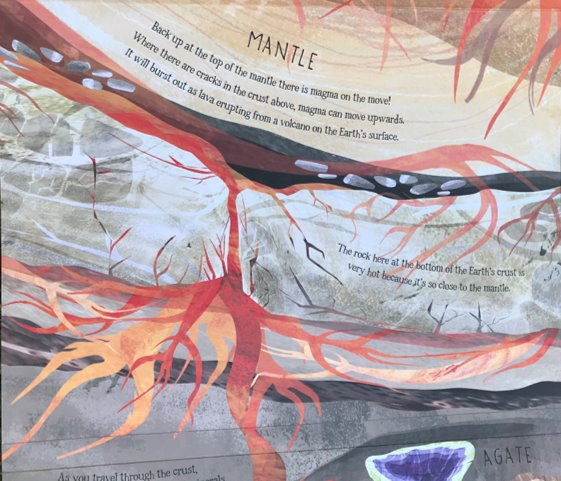 MANTLE
Back up at the top of the mantle there is magma on the move!
Where there are cracks in the crust above, magma can move upwards.
It will burst out as lava erupting from a volcano on the Earth's surface.
The rock here at the bottom of the Earth's crust is
very hot because it's so close to the mantle.
AGATE
As you travel through the crust,